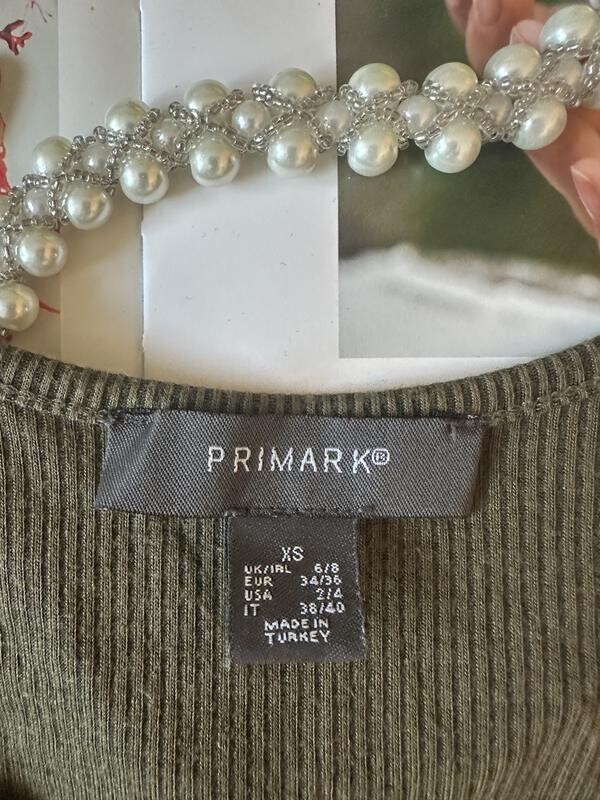 PRIMARK®
XS
UK/IRL 6/8
EUR 34/36
USA 2/4
IT 38/40
MADE IN
TURKEY